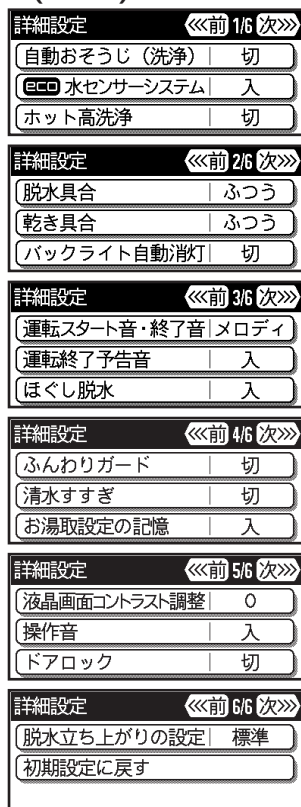 詳細設定 <<<前 1/6 次>>>
自動おそうじ（洗浄） 切
eco 水センサーシステム 入
ホット高洗浄 切
詳細設定 <<<前 2/6 次>>>
脱水具合 ふつう
乾き具合 ふつう
バックライト自動消灯 切
詳細設定 <<<前 3/6 次>>>
運転スタート音・終了音 メロディ
運転終了予告音 入
ほぐし脱水 入
詳細設定 <<<前 4/6 次>>>
ふんわりガード 切
清水すすぎ 切
お湯取設定の記憶 入
詳細設定 <<<前 5/6 次>>>
液晶画面コントラスト調整 0
操作音 入
ドアロック 切
詳細設定 <<<前 6/6 次>>>
脱水立ち上がりの設定 標準
初期設定に戻す